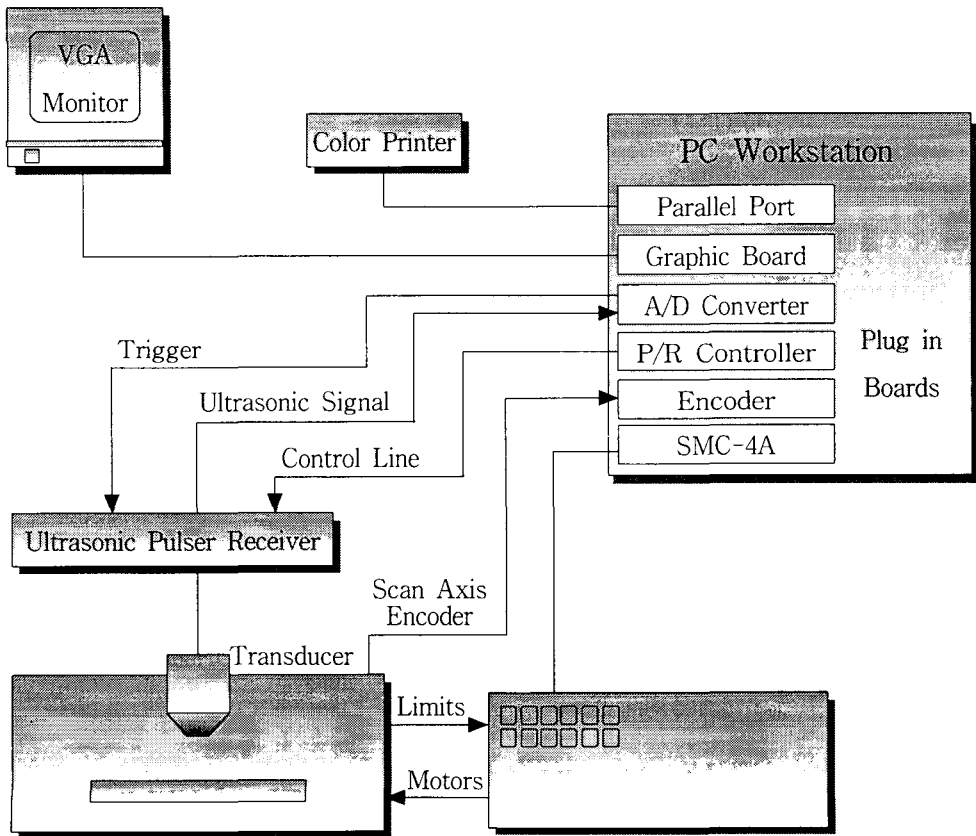 VGA
Monitor
Color Printer
PC Workstation
Parallel Port
Graphic Board
A/D Converter
P/R Controller
Encoder
SMC-4A
Plug in
Boards
Trigger
Ultrasonic Signal
Control Line
Ultrasonic Pulser Receiver
Scan Axis
Encoder
Transducer
Limits
Motors